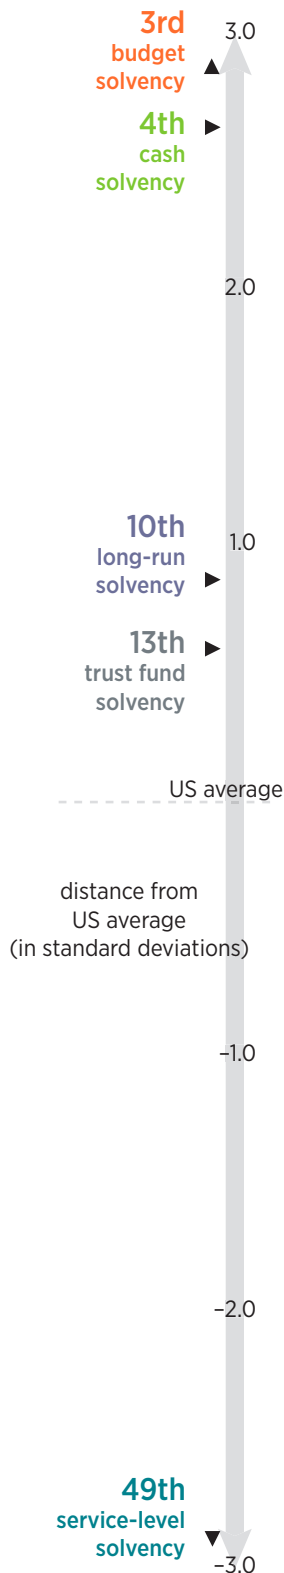 3rd
budget
solvency
3.0
4th
cash
solvency
2.0
10th
long-run
solvency
1.0
13th
trust fund
solvency
US average
distance from
US average
(in standard deviations)
–1.0
–2.0
49th
service-level
solvency
–3.0